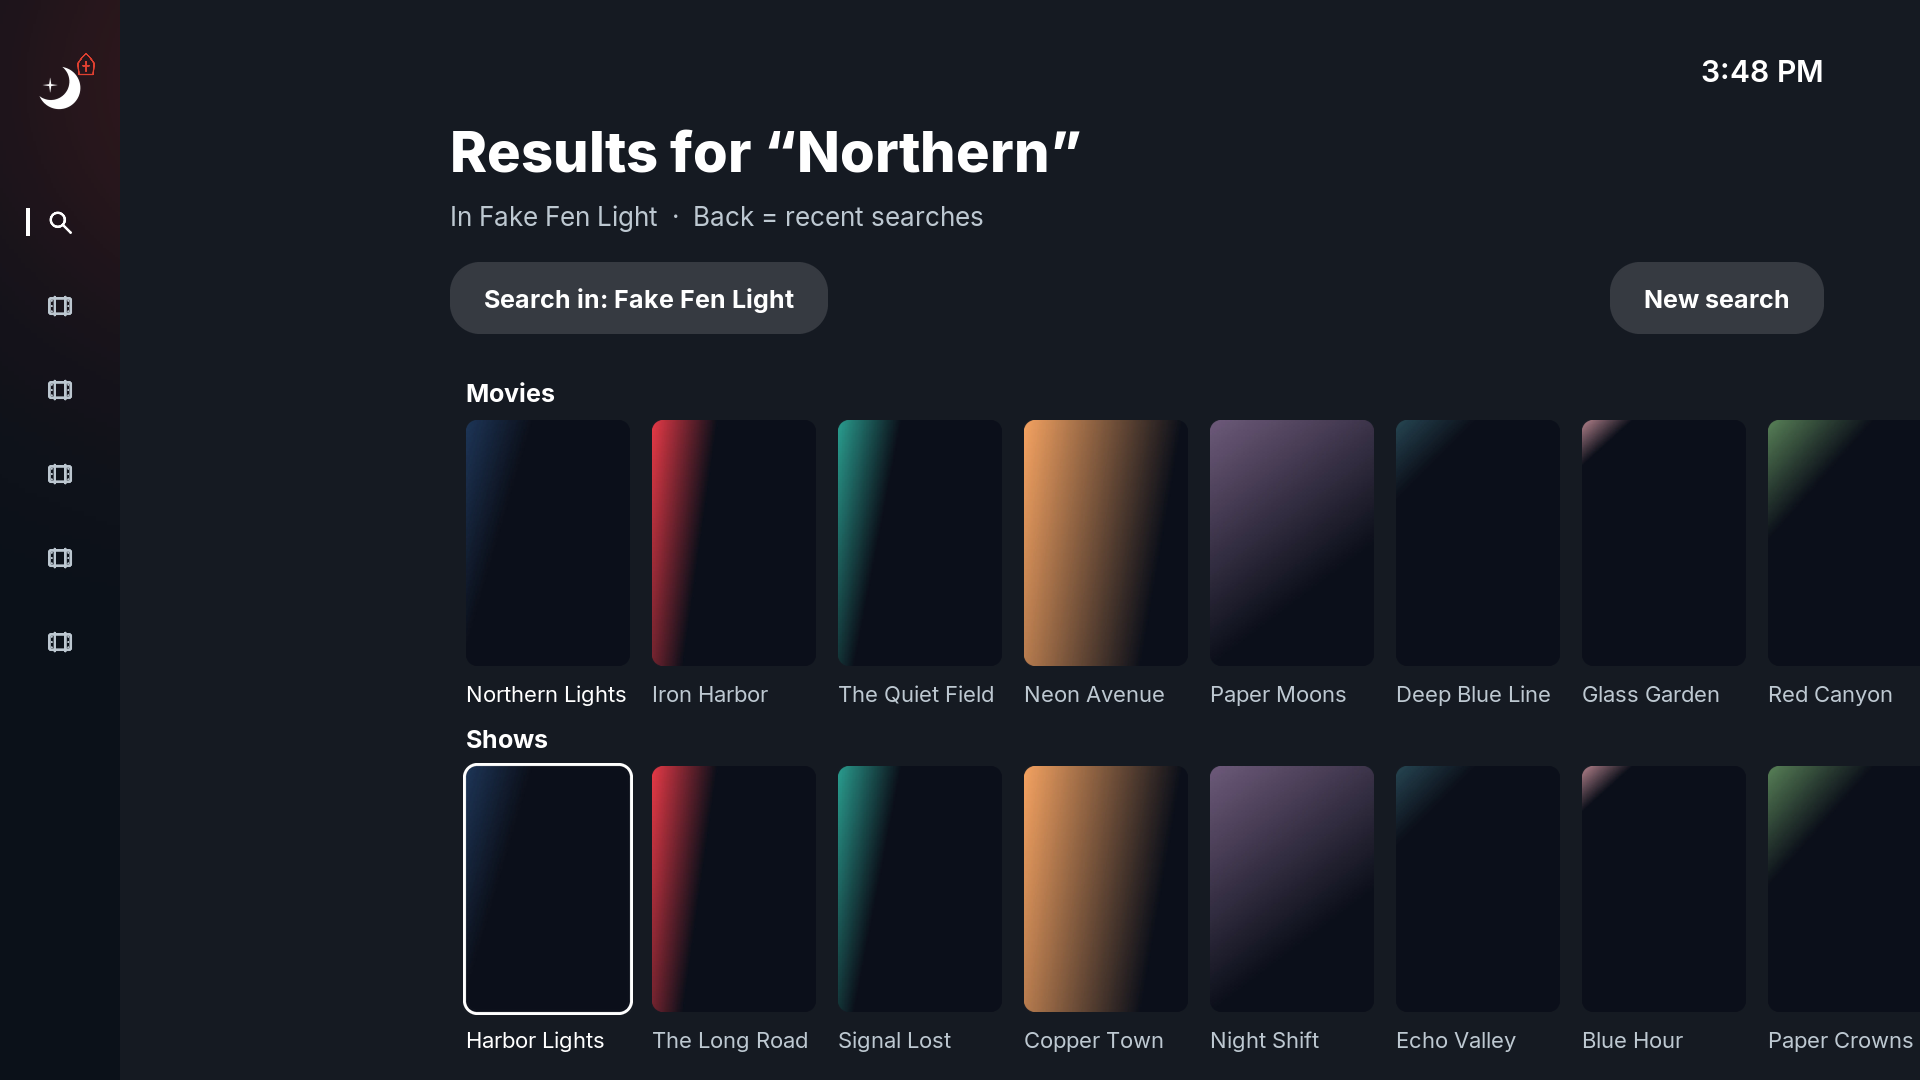 3:48 PM
Results for “Northern”
In Fake Fen Light · Back = recent searches
Search in: Fake Fen Light
New search
Movies
Northern Lights
Iron Harbor
The Quiet Field
Neon Avenue
Paper Moons
Deep Blue Line
Glass Garden
Red Canyon
Shows
Harbor Lights
The Long Road
Signal Lost
Copper Town
Night Shift
Echo Valley
Blue Hour
Paper Crowns